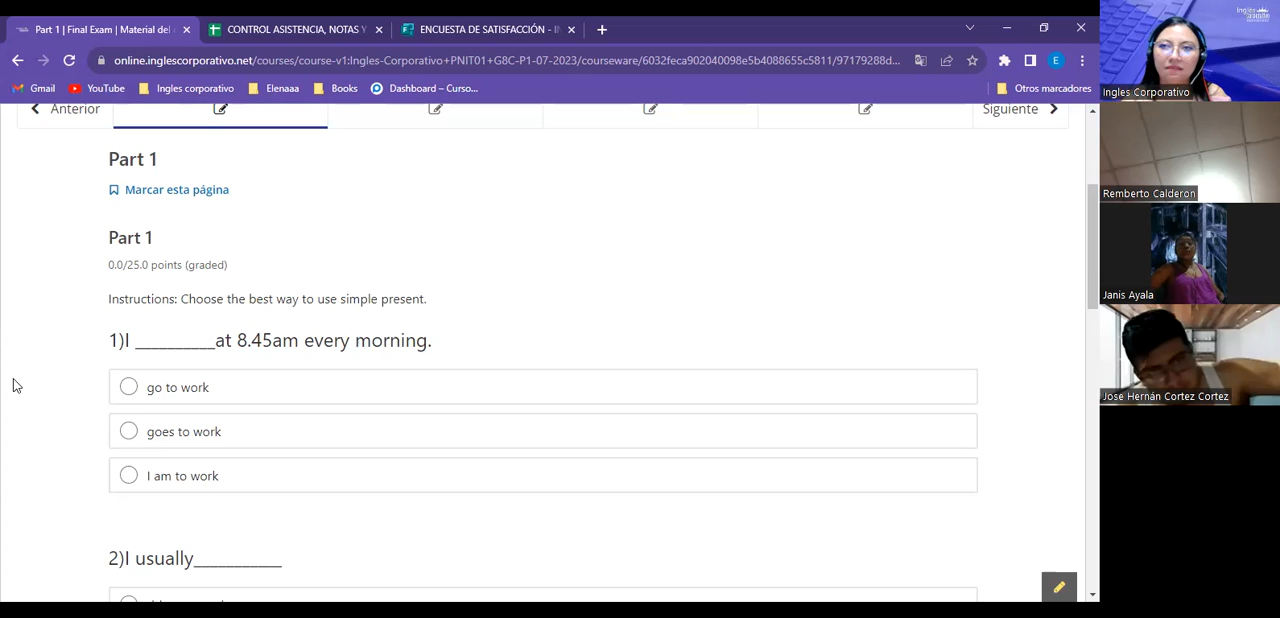 Part 1 | Final Exam | Material del
CONTROL ASISTENCIA, NOTAS Y
ENCUESTA DE SATISFACCIÓN - I
online.inglescorporativo.net/courses/course-v1:Ingles-Corporativo+PNIT01+G8C-P1-07-2023/courseware/6032feca902040098e5b4088655c5811/97179288d...
E
Gmail
YouTube
Ingles corporativo
Elenaaa
Books
Dashboard – Curso...
Otros marcadores
Anterior
Siguiente
Part 1
Marcar esta página
Part 1
0.0/25.0 points (graded)
Instructions: Choose the best way to use simple present.
1)I __________at 8.45am every morning.
go to work
goes to work
I am to work
2)I usually___________
Ingles Corporativo
Remberto Calderon
Janis Ayala
Jose Hernán Cortez Cortez